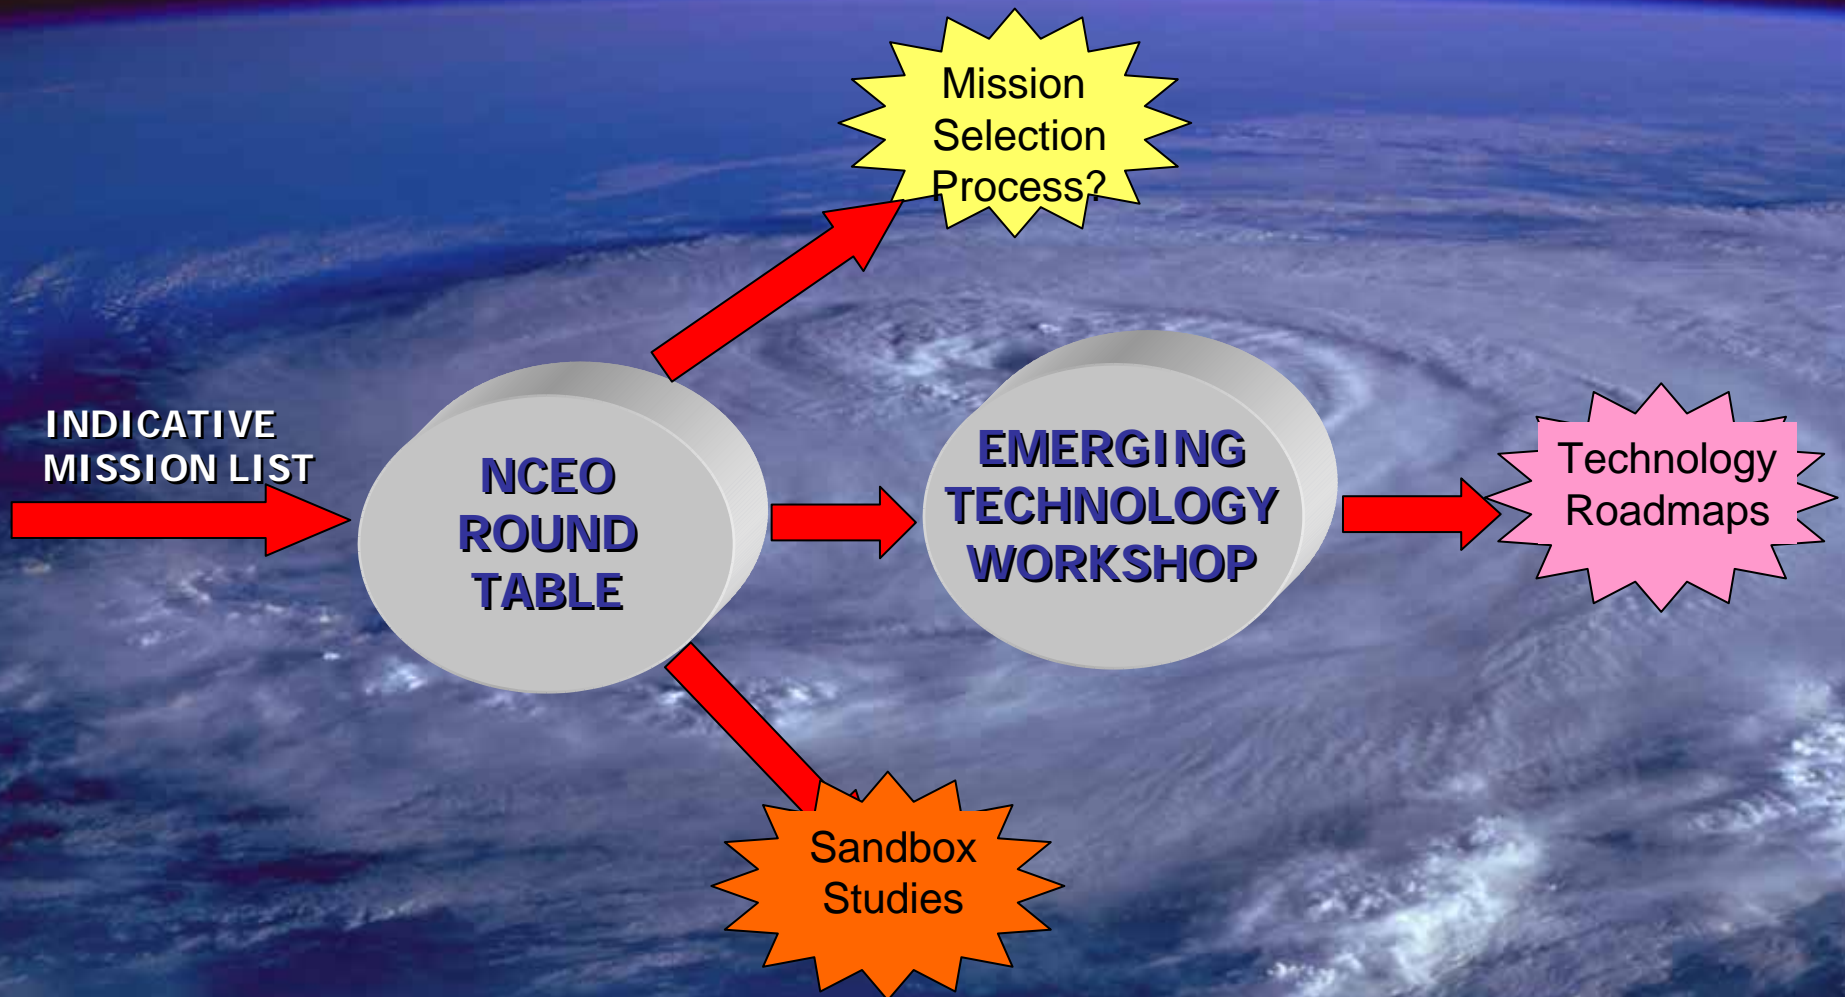 Mission
Selection
Process?
INDICATIVE
MISSION LIST
NCEO
ROUND
TABLE
EMERGING
TECHNOLOGY
WORKSHOP
Technology
Roadmaps
Sandbox
Studies